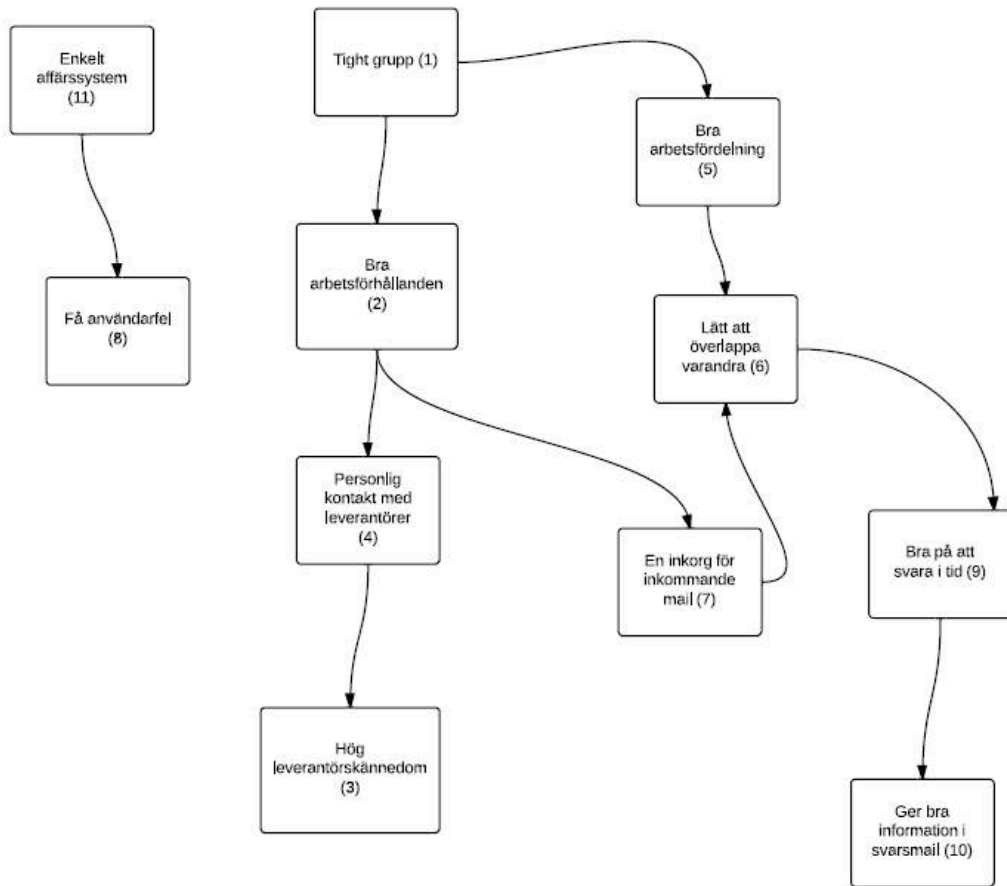 Enkelt
affärssystem
(11)
Tight grupp (1)
Bra
arbetsfördelning
(5)
Bra
arbetsförhållanden
(2)
Få användarfel
(8)
Lätt att
överlappa
varandra (6)
Personlig
kontakt med
leverantörer
(4)
En inkorg för
inkommande
mail (7)
Bra på att
svara i tid (9)
Hög
leverantörskännedom
(3)
Ger bra
information i
svarsmail (10)